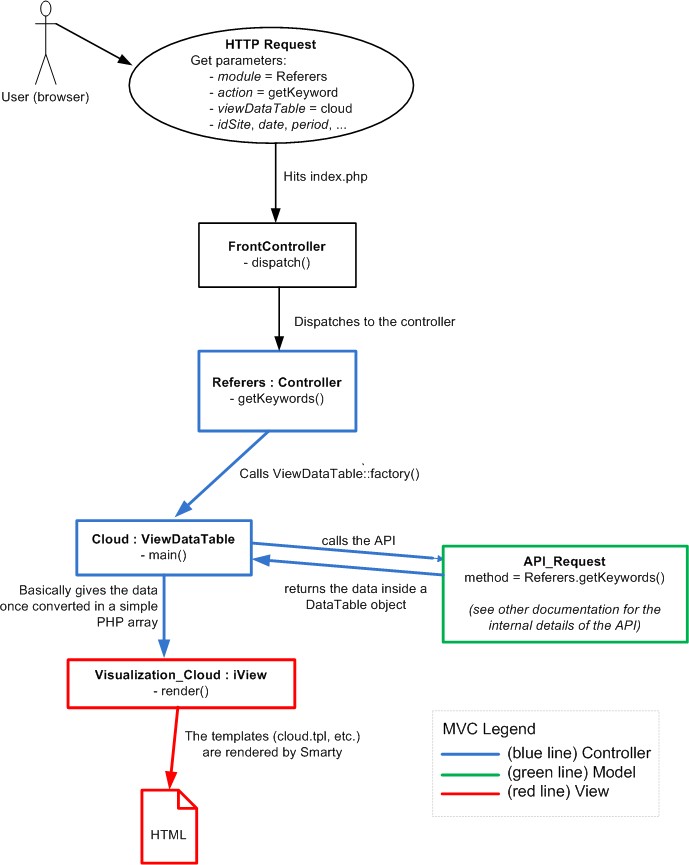 User (browser)
HTTP Request
Get parameters:
- module = Referers
- action = getKeyword
- viewDataTable = cloud
- idSite, date, period, ...
Hits index.php
FrontController
- dispatch()
Dispatches to the controller
Referers : Controller
- getKeywords()
Calls ViewDataTable::factory()
Cloud : ViewDataTable
- main()
calls the API
returns the data inside a
DataTable object
API_Request
method = Referers.getKeywords()
(see other documentation for the
internal details of the API)
Basically gives the data
once converted in a simple
PHP array
Visualization_Cloud : iView
- render()
The templates (cloud.tpl, etc.)
are rendered by Smarty
HTML
MVC Legend
(blue line) Controller
(green line) Model
(red line) View